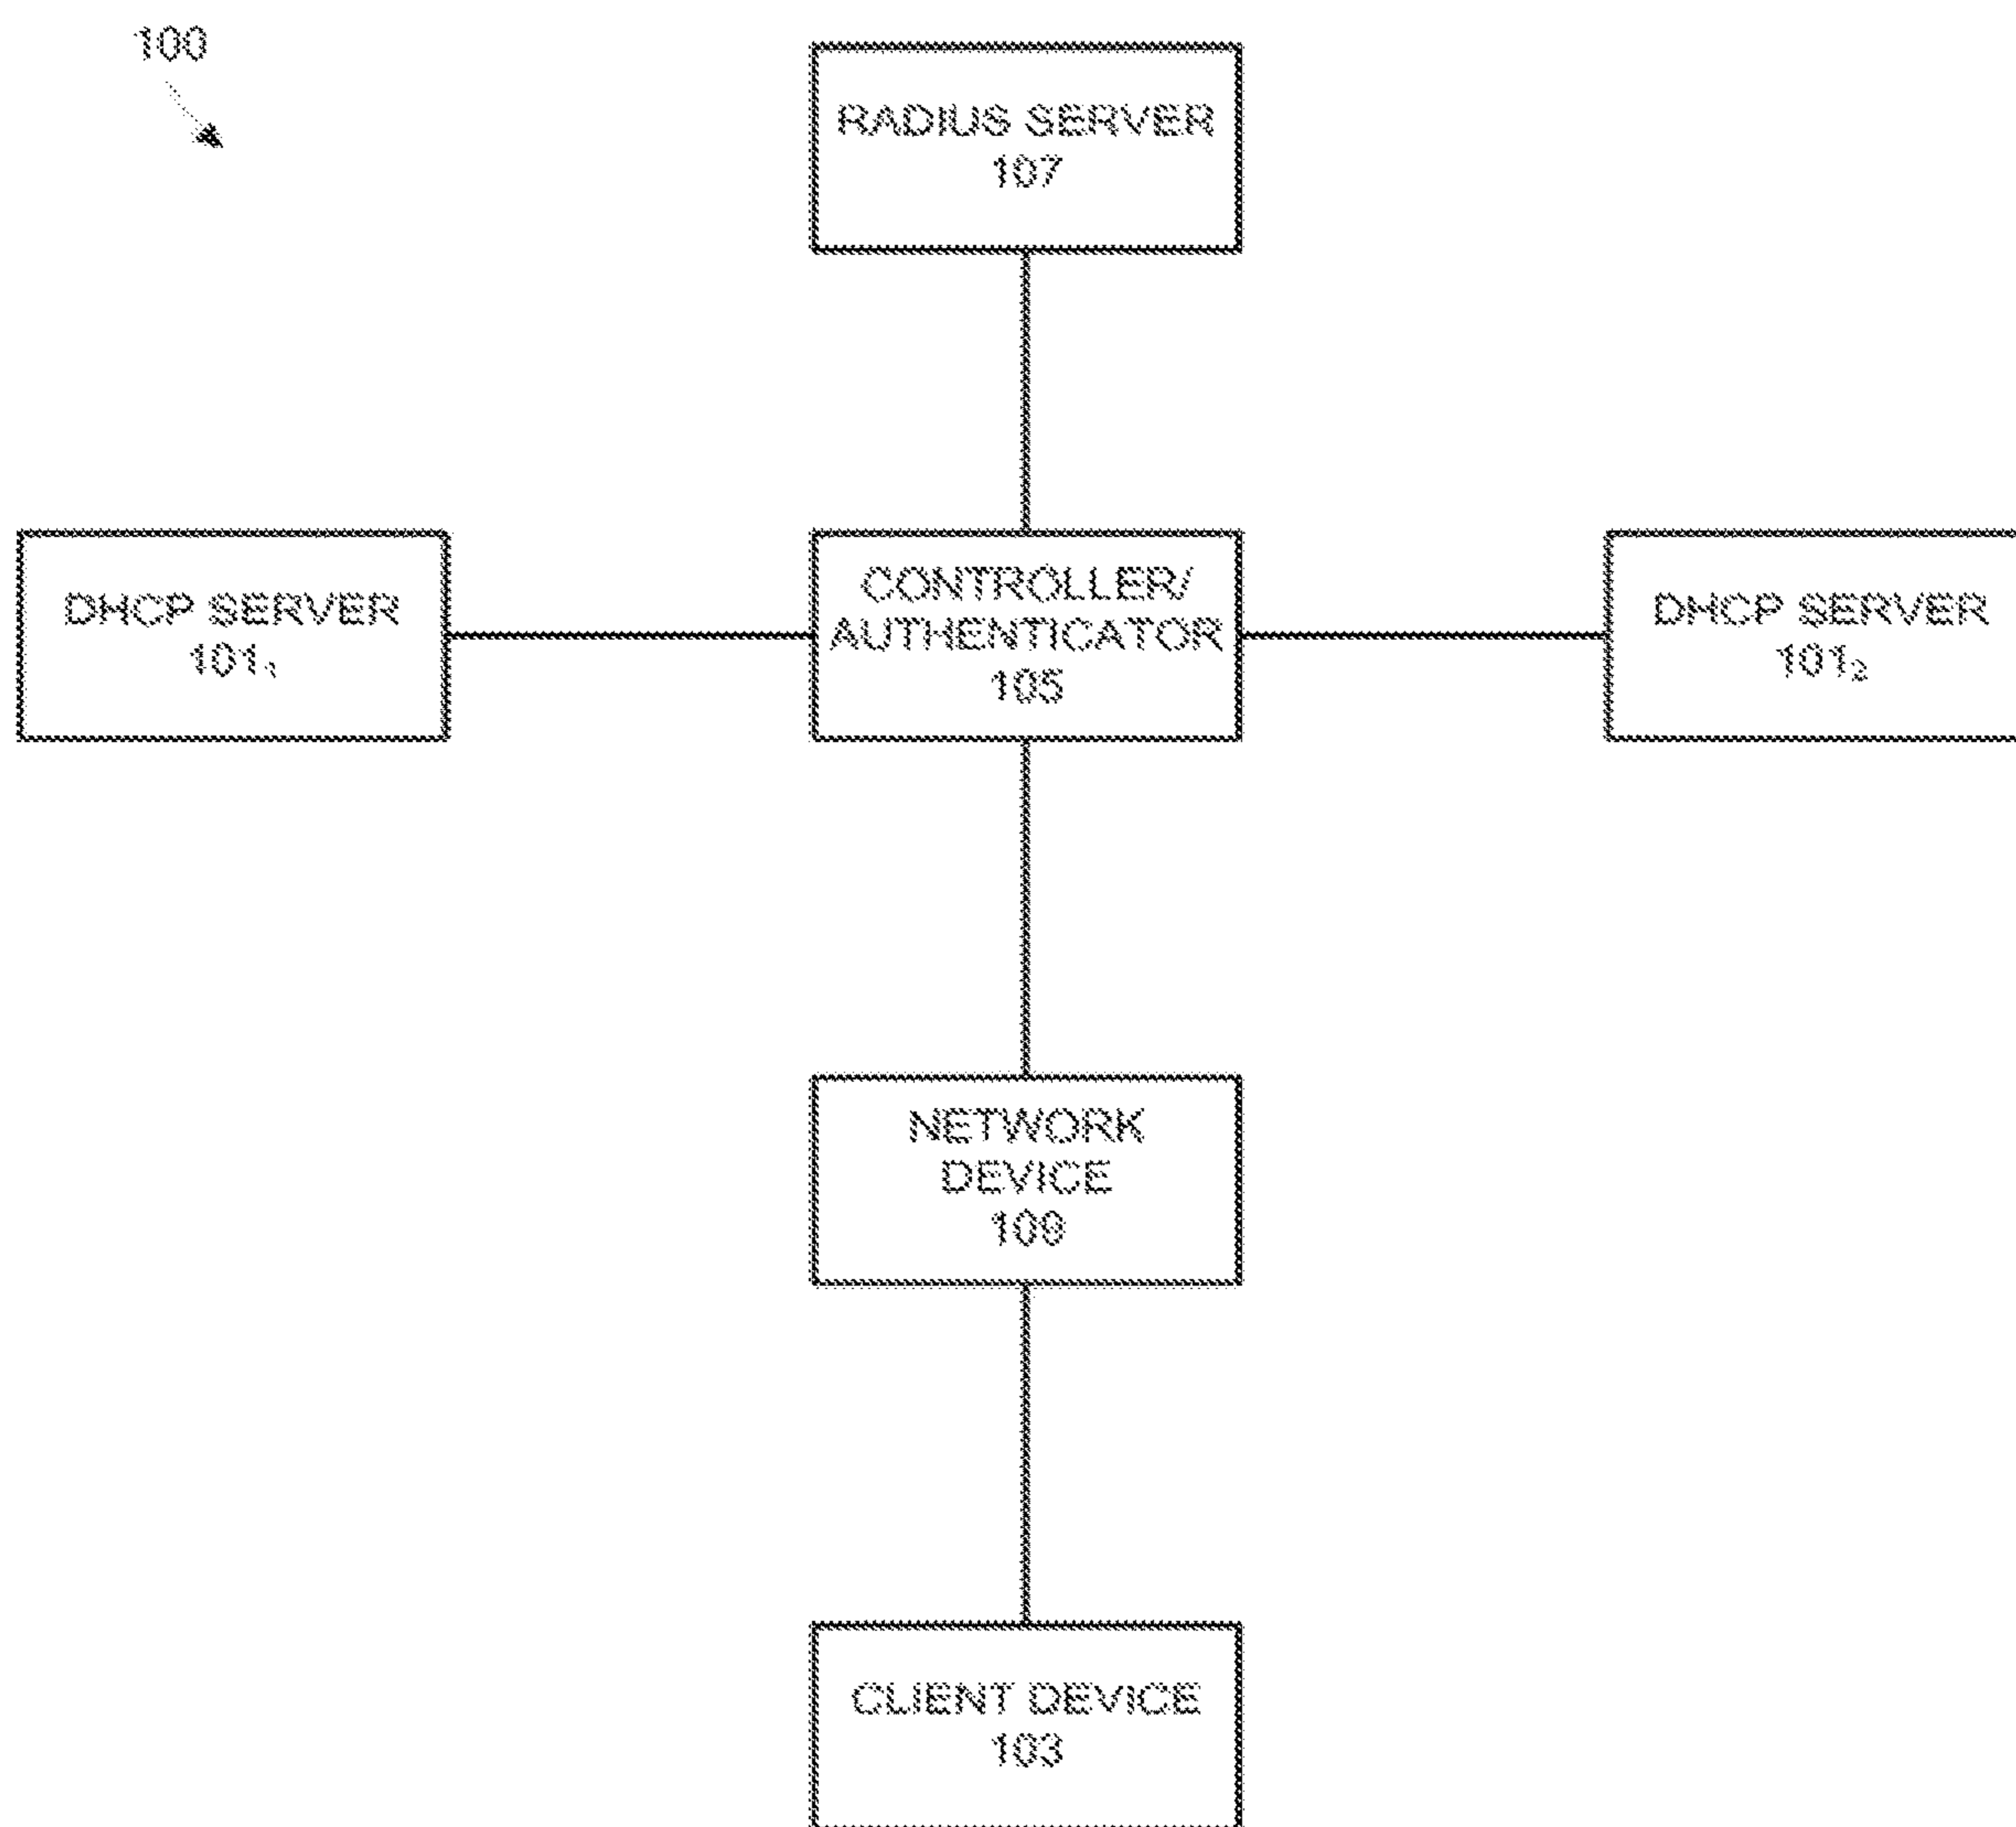 100
RADIUS SERVER
107
DHCP SERVER
101₁
CONTROLLER/
AUTHENTICATOR
105
DHCP SERVER
101₂
NETWORK
DEVICE
109
CLIENT DEVICE
103